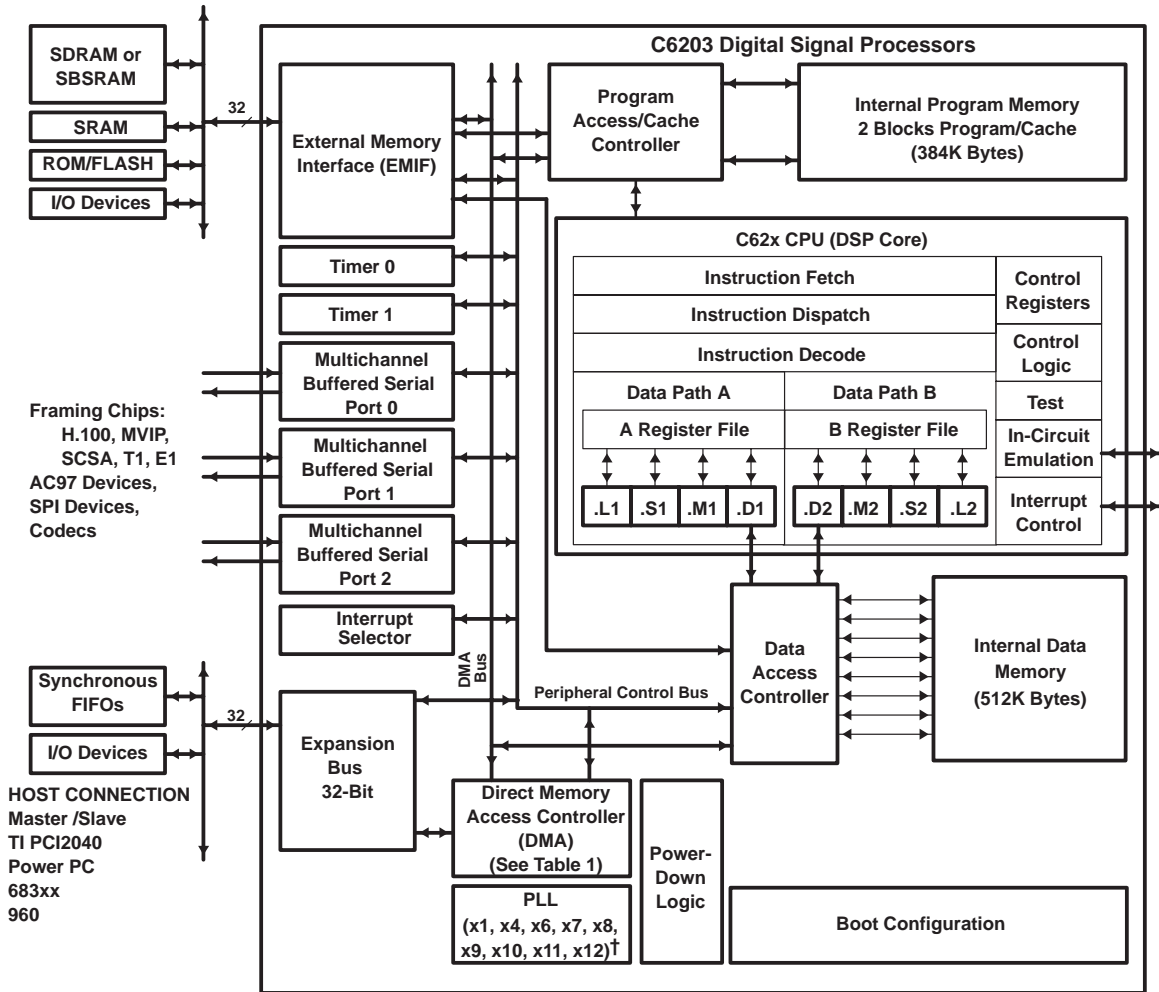 C6203 Digital Signal Processors
SDRAM or
SBSRAM
SRAM
ROM/FLASH
I/O Devices
32
External Memory
Interface (EMIF)
Program
Access/Cache
Controller
Internal Program Memory
2 Blocks Program/Cache
(384K Bytes)
Timer 0
Timer 1
Multichannel
Buffered Serial
Port 0
Multichannel
Buffered Serial
Port 1
Multichannel
Buffered Serial
Port 2
Interrupt
Selector
Framing Chips:
H.100, MVIP,
SCSA, T1, E1
AC97 Devices,
SPI Devices,
Codecs
C62x CPU (DSP Core)
Instruction Fetch
Instruction Dispatch
Instruction Decode
Data Path A
Data Path B
A Register File
B Register File
.L1
.S1
.M1
.D1
.D2
.M2
.S2
.L2
Control
Registers
Control
Logic
Test
In-Circuit
Emulation
Interrupt
Control
DMA
Bus
Peripheral Control Bus
Data
Access
Controller
Internal Data
Memory
(512K Bytes)
Synchronous
FIFOs
I/O Devices
32
Expansion
Bus
32-Bit
HOST CONNECTION
Master /Slave
TI PCI2040
Power PC
683xx
960
Direct Memory
Access Controller
(DMA)
(See Table 1)
PLL
(x1, x4, x6, x7, x8,
x9, x10, x11, x12)†
Power-
Down
Logic
Boot Configuration